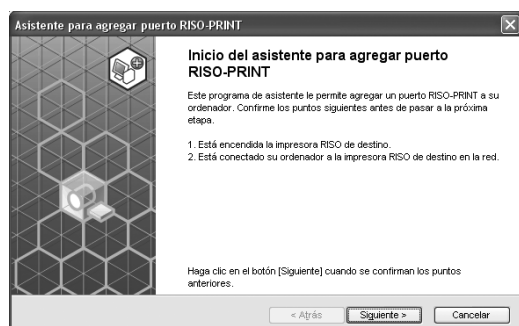 Asistente para agregar puerto RISO-PRINT
Inicio del asistente para agregar puerto
RISO-PRINT
Este programa de asistente le permite agregar un puerto RISO-PRINT a su
ordenador. Confirme los puntos siguientes antes de pasar a la próxima
etapa.
1. Está encendida la impresora RISO de destino.
2. Está conectado su ordenador a la impresora RISO de destino en la red.
Haga clic en el botón [Siguiente] cuando se confirman los puntos
anteriores.
< Atrás Siguiente > Cancelar